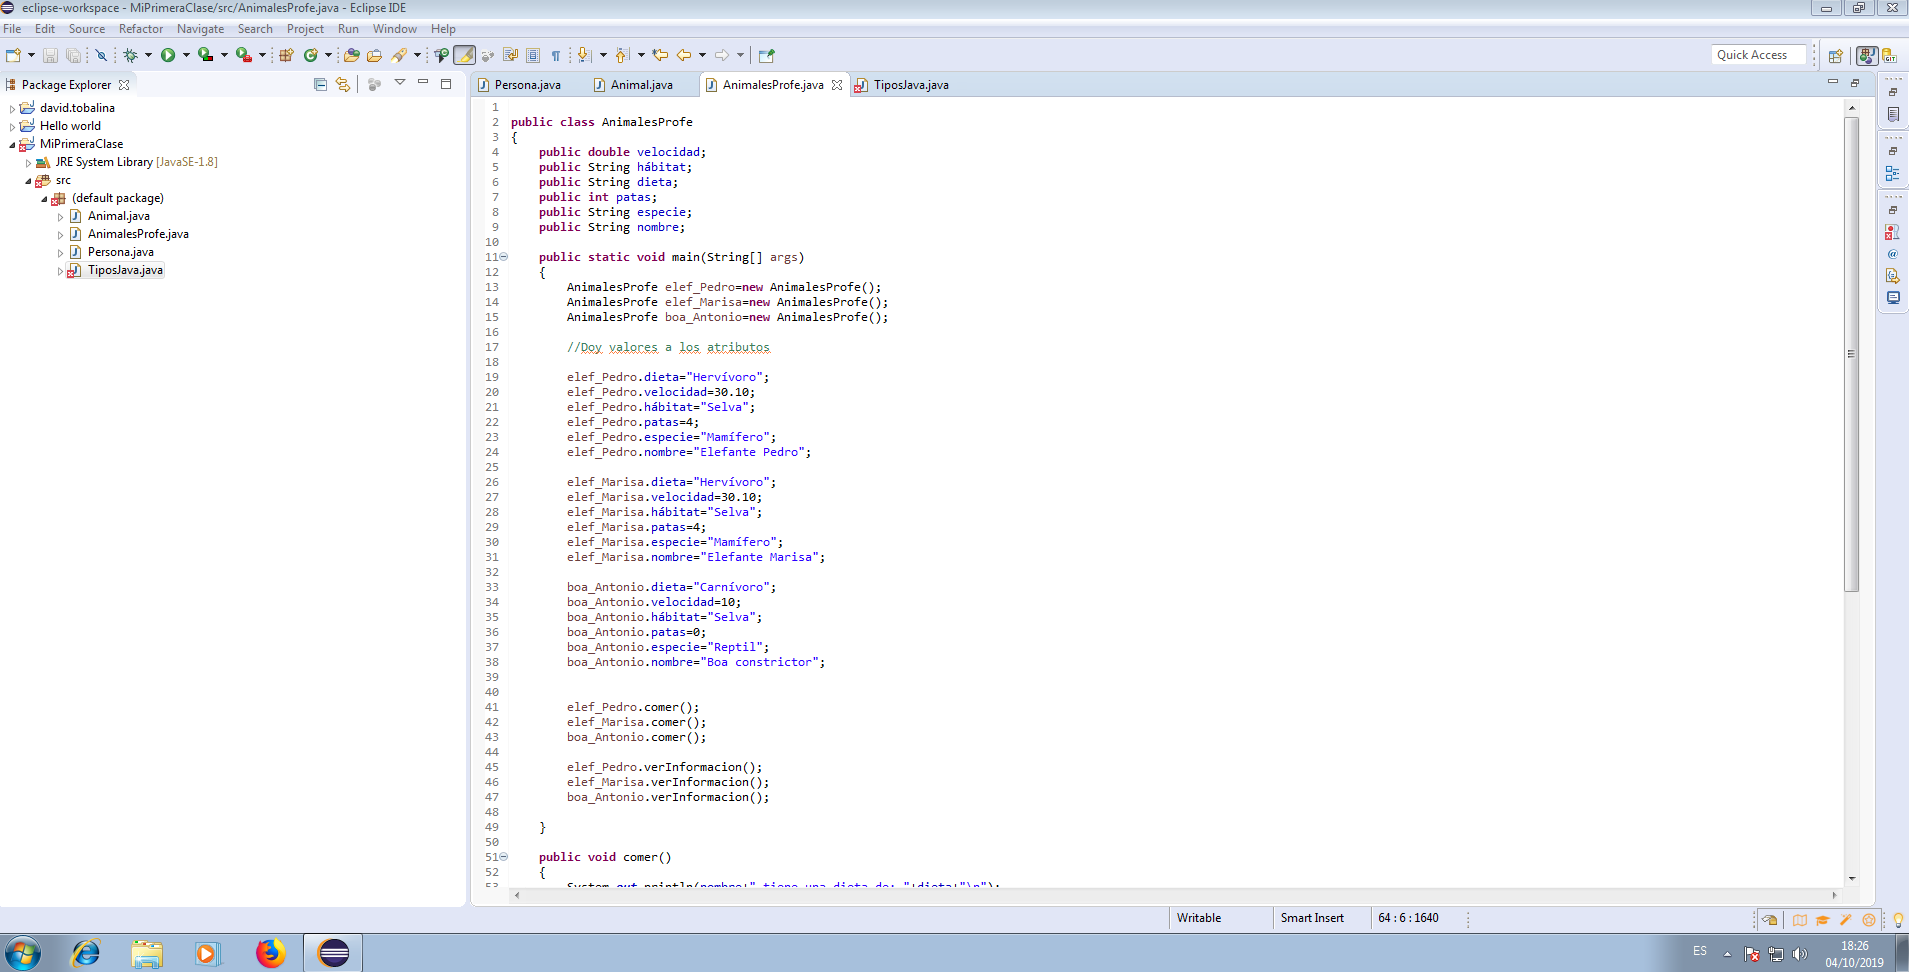 eclipse-workspace - MiPrimeraClase/src/AnimalesProfe.java - Eclipse IDE
File Edit Source Refactor Navigate Search Project Run Window Help
Quick Access
Package Explorer
david.tobalina
Hello world
MiPrimeraClase
JRE System Library [JavaSE-1.8]
src
(default package)
Animal.java
AnimalesProfe.java
Persona.java
TiposJava.java
Persona.java Animal.java AnimalesProfe.java TiposJava.java
1
2 public class AnimalesProfe
3 {
4 public double velocidad;
5 public String hábitat;
6 public String dieta;
7 public int patas;
8 public String especie;
9 public String nombre;
10
11 public static void main(String[] args)
12 {
13 AnimalesProfe elef_Pedro=new AnimalesProfe();
14 AnimalesProfe elef_Marisa=new AnimalesProfe();
15 AnimalesProfe boa_Antonio=new AnimalesProfe();
16
17 //Doy valores a los atributos
18
19 elef_Pedro.dieta="Hervívoro";
20 elef_Pedro.velocidad=30.10;
21 elef_Pedro.hábitat="Selva";
22 elef_Pedro.patas=4;
23 elef_Pedro.especie="Mamífero";
24 elef_Pedro.nombre="Elefante Pedro";
25
26 elef_Marisa.dieta="Hervívoro";
27 elef_Marisa.velocidad=30.10;
28 elef_Marisa.hábitat="Selva";
29 elef_Marisa.patas=4;
30 elef_Marisa.especie="Mamífero";
31 elef_Marisa.nombre="Elefante Marisa";
32
33 boa_Antonio.dieta="Carnívoro";
34 boa_Antonio.velocidad=10;
35 boa_Antonio.hábitat="Selva";
36 boa_Antonio.patas=0;
37 boa_Antonio.especie="Reptil";
38 boa_Antonio.nombre="Boa constrictor";
39
40
41 elef_Pedro.comer();
42 elef_Marisa.comer();
43 boa_Antonio.comer();
44
45 elef_Pedro.verInformacion();
46 elef_Marisa.verInformacion();
47 boa_Antonio.verInformacion();
48
49 }
50
51 public void comer()
52 {
53 System.out.println(nombre+" tiene una dieta de: "+dieta+"\n");
Writable Smart Insert 64 : 6 : 1640
ES 18:26
04/10/2019